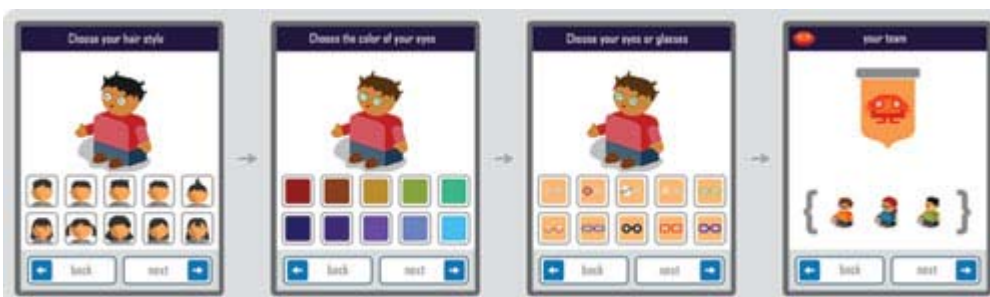 Choose your hair style
back next
Choose the color of your eyes
back next
Choose your eyes or glasses
back next
your team
back next